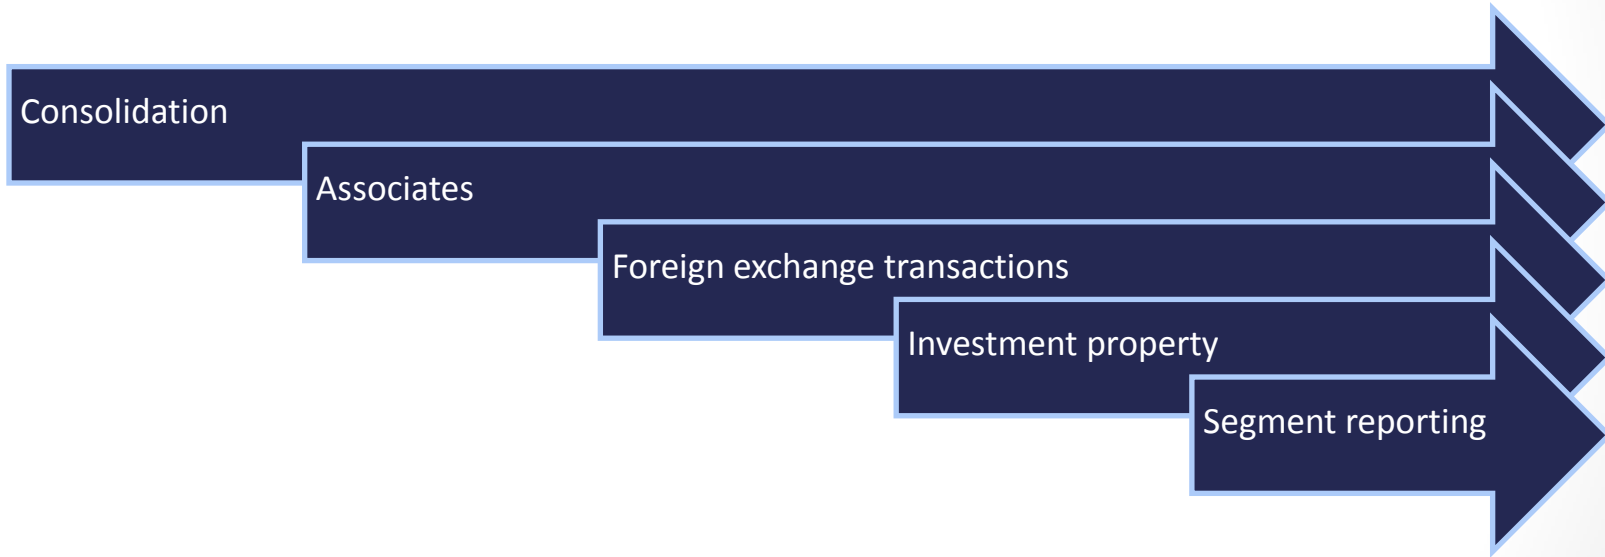 Consolidation
Associates
Foreign exchange transactions
Investment property
Segment reporting